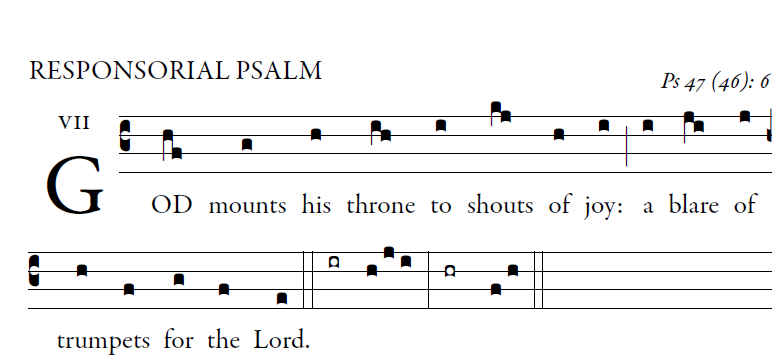 RESPONSORIAL PSALM
Ps 47 (46): 6
VII
GOD mounts his throne to shouts of joy: a blare of
trumpets for the Lord.